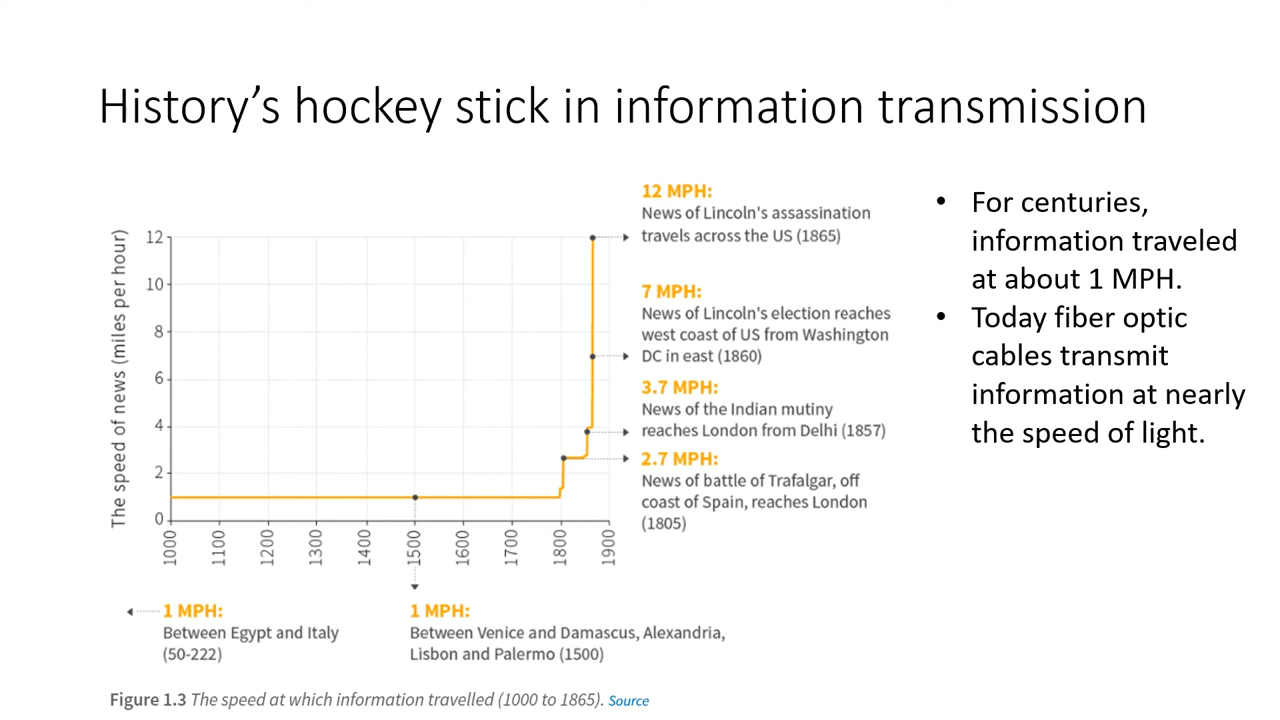 History's hockey stick in information transmission
The speed of news (miles per hour)
12
10
8
6
4
2
0
1000
1100
1200
1300
1400
1500
1600
1700
1800
1900
12 MPH:
News of Lincoln's assassination
travels across the US (1865)
7 MPH:
News of Lincoln's election reaches
west coast of US from Washington
DC in east (1860)
3.7 MPH:
News of the Indian mutiny
reaches London from Delhi (1857)
2.7 MPH:
News of battle of Trafalgar, off
coast of Spain, reaches London
(1805)
1 MPH:
Between Egypt and Italy
(50-222)
1 MPH:
Between Venice and Damascus, Alexandria,
Lisbon and Palermo (1500)
Figure 1.3 The speed at which information travelled (1000 to 1865). Source
• For centuries,
information traveled
at about 1 MPH.
• Today fiber optic
cables transmit
information at nearly
the speed of light.